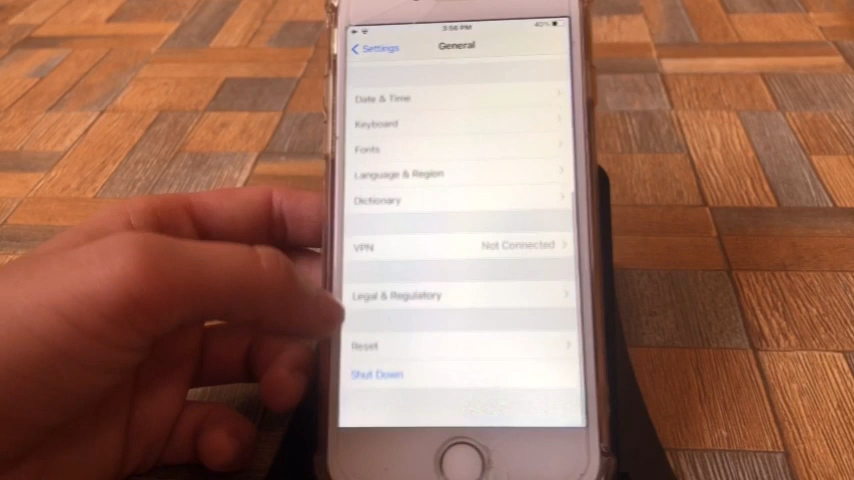 3:56 PM 40%
Settings General
Date & Time
Keyboard
Fonts
Language & Region
Dictionary
VPN Not Connected
Legal & Regulatory
Reset
Shut Down